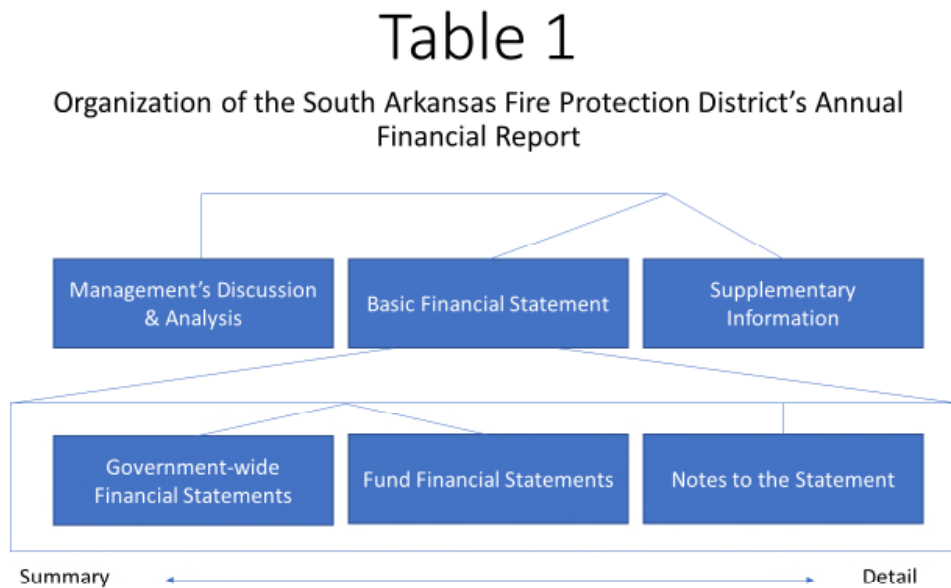 Table 1
Organization of the South Arkansas Fire Protection District's Annual
Financial Report
Management's Discussion
& Analysis
Basic Financial Statement
Supplementary
Information
Government-wide
Financial Statements
Fund Financial Statements
Notes to the Statement
Summary
Detail